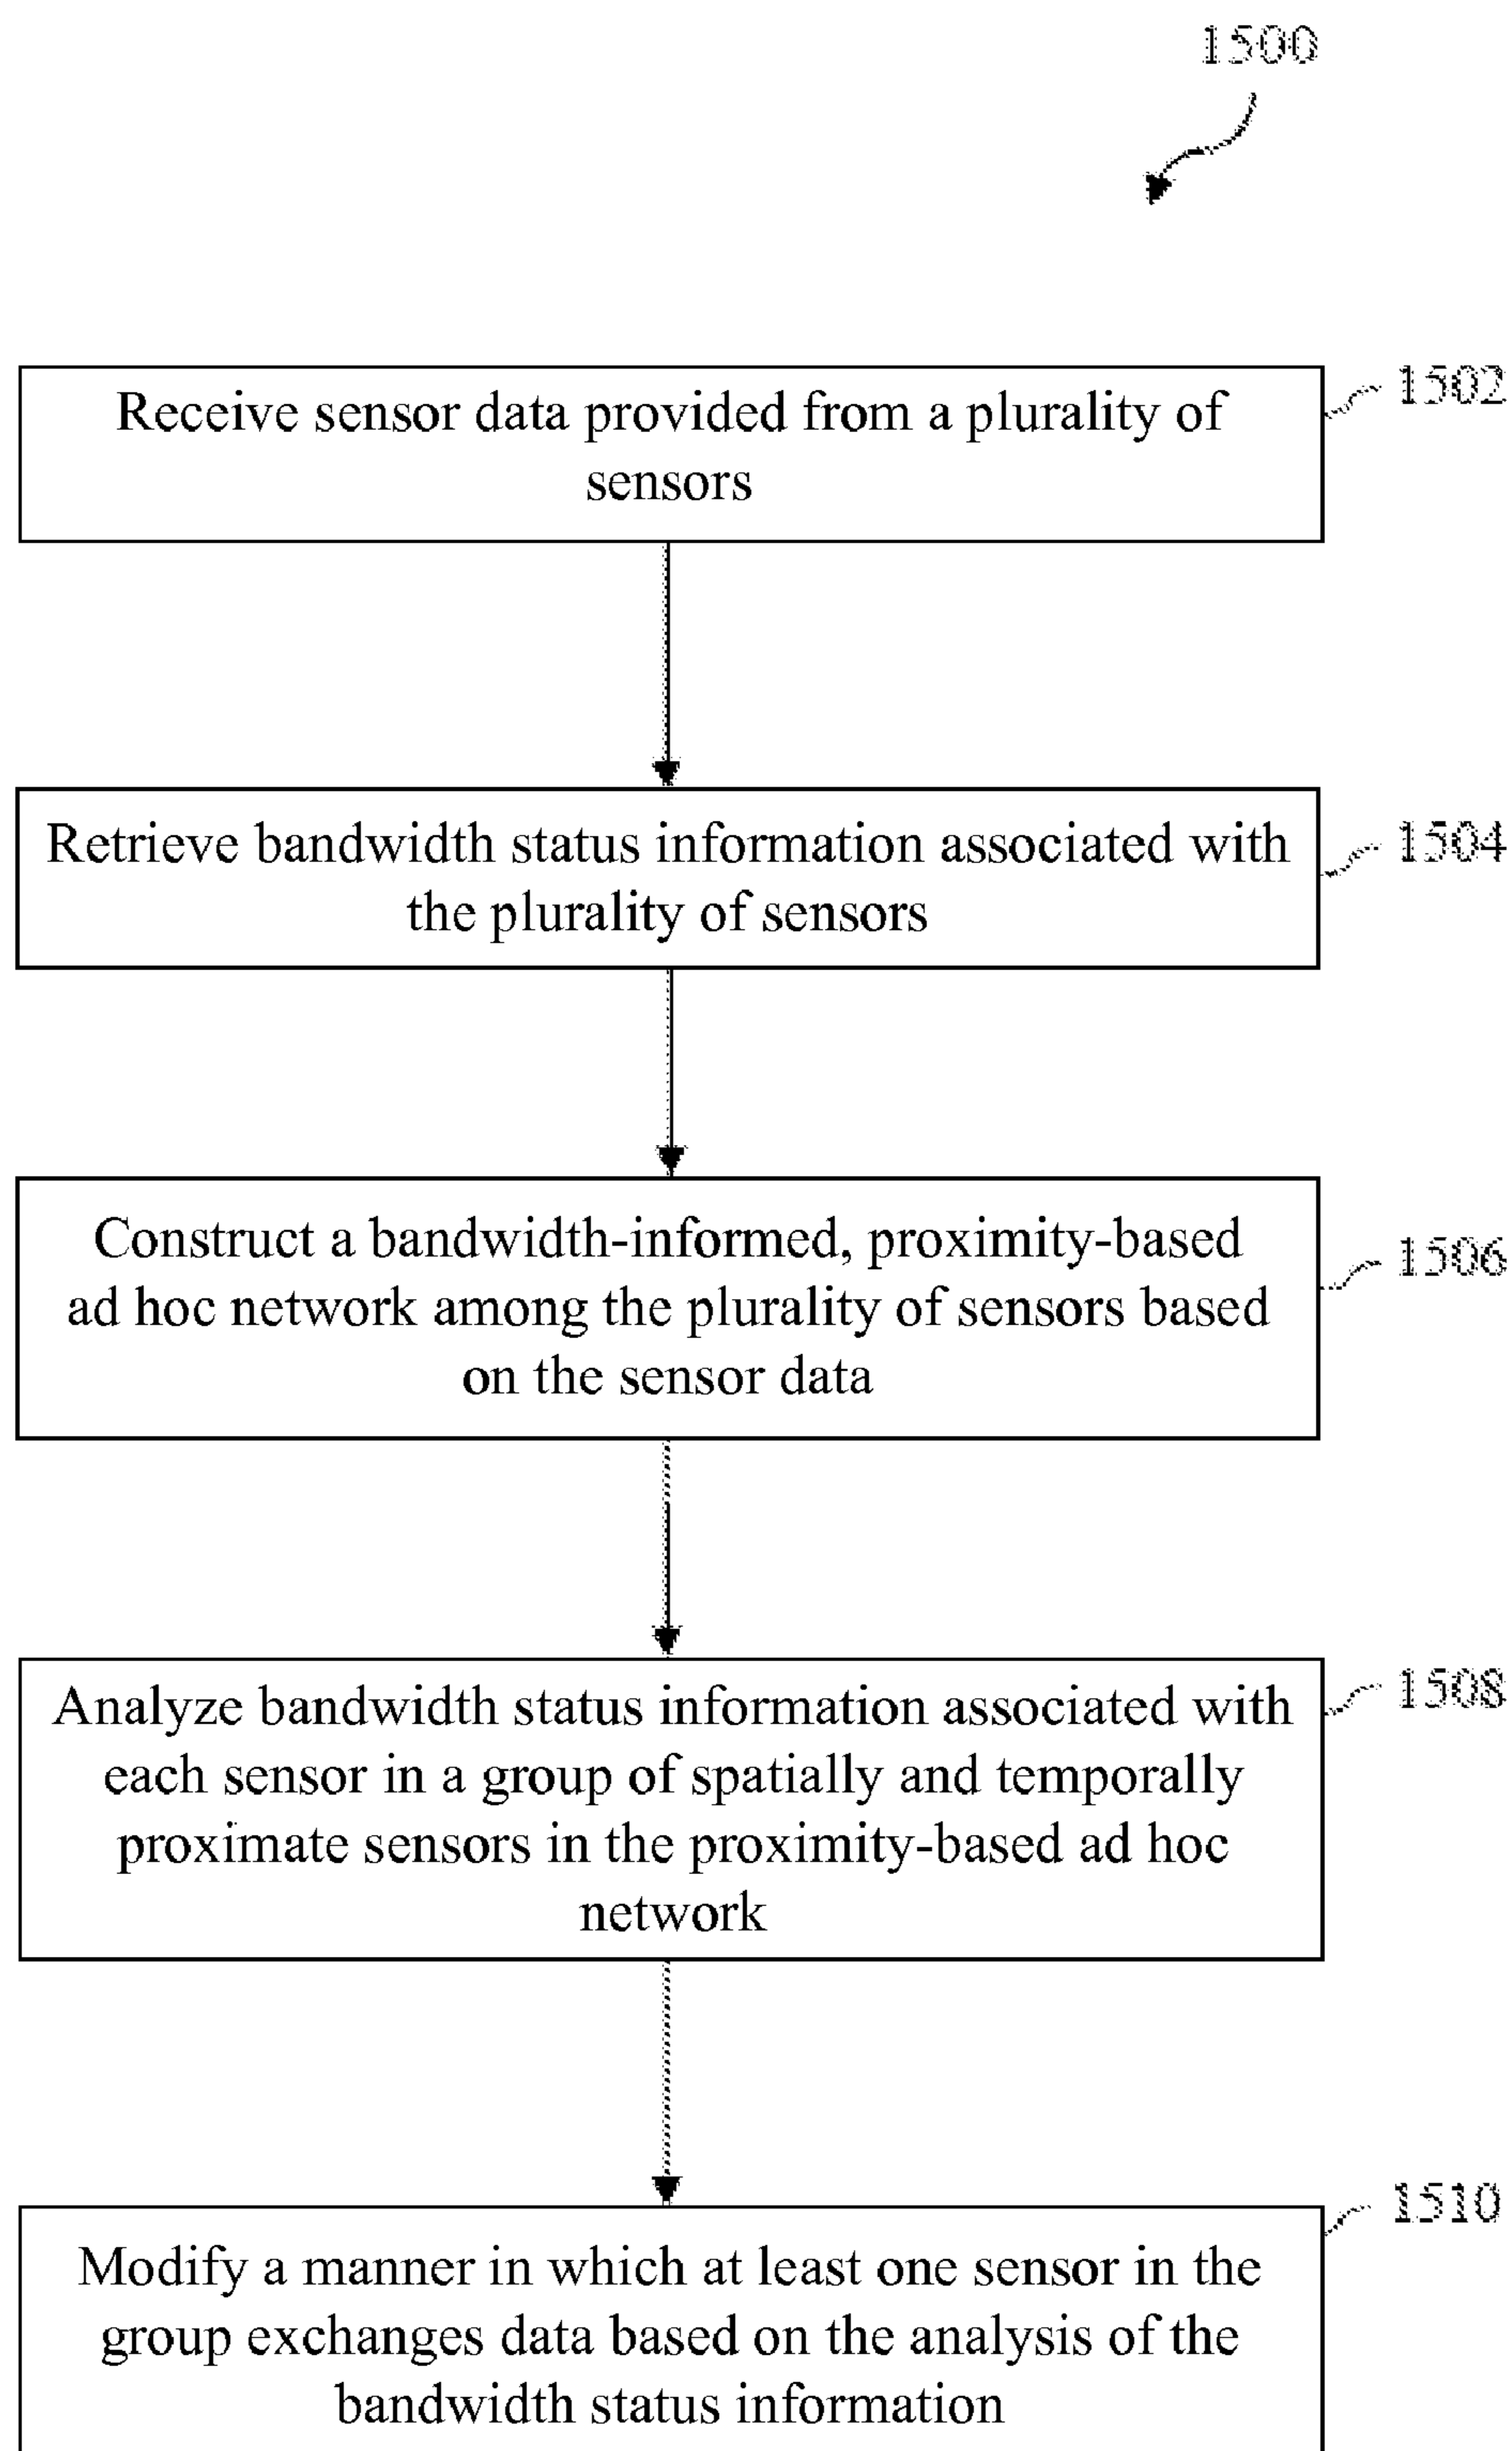 1500
Receive sensor data provided from a plurality of
sensors
1502
Retrieve bandwidth status information associated with
the plurality of sensors
1504
Construct a bandwidth-informed, proximity-based
ad hoc network among the plurality of sensors based
on the sensor data
1506
Analyze bandwidth status information associated with
each sensor in a group of spatially and temporally
proximate sensors in the proximity-based ad hoc
network
1508
Modify a manner in which at least one sensor in the
group exchanges data based on the analysis of the
bandwidth status information
1510